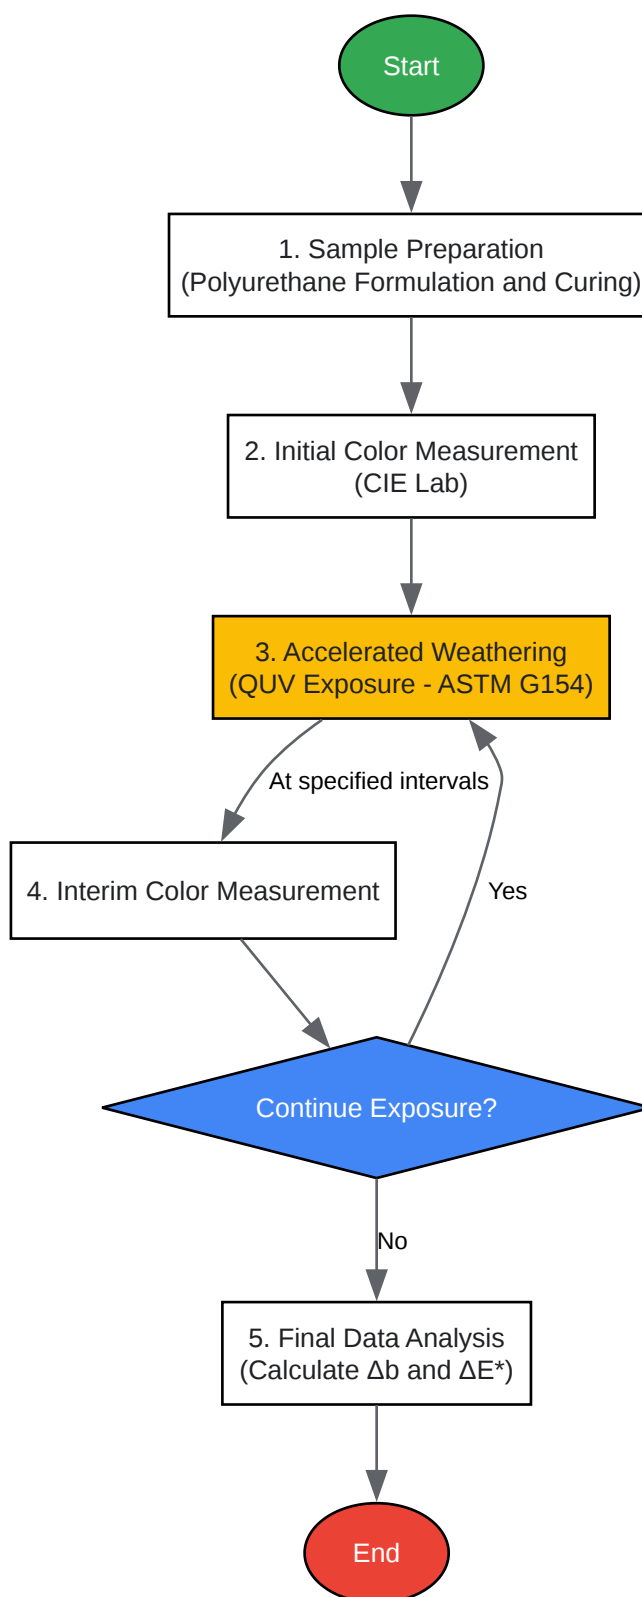 Start
1. Sample Preparation
(Polyurethane Formulation and Curing)
2. Initial Color Measurement
(CIE Lab)
3. Accelerated Weathering
(QUV Exposure - ASTM G154)
At specified intervals
4. Interim Color Measurement
Yes
Continue Exposure?
No
5. Final Data Analysis
(Calculate Δb and ΔE*)
End